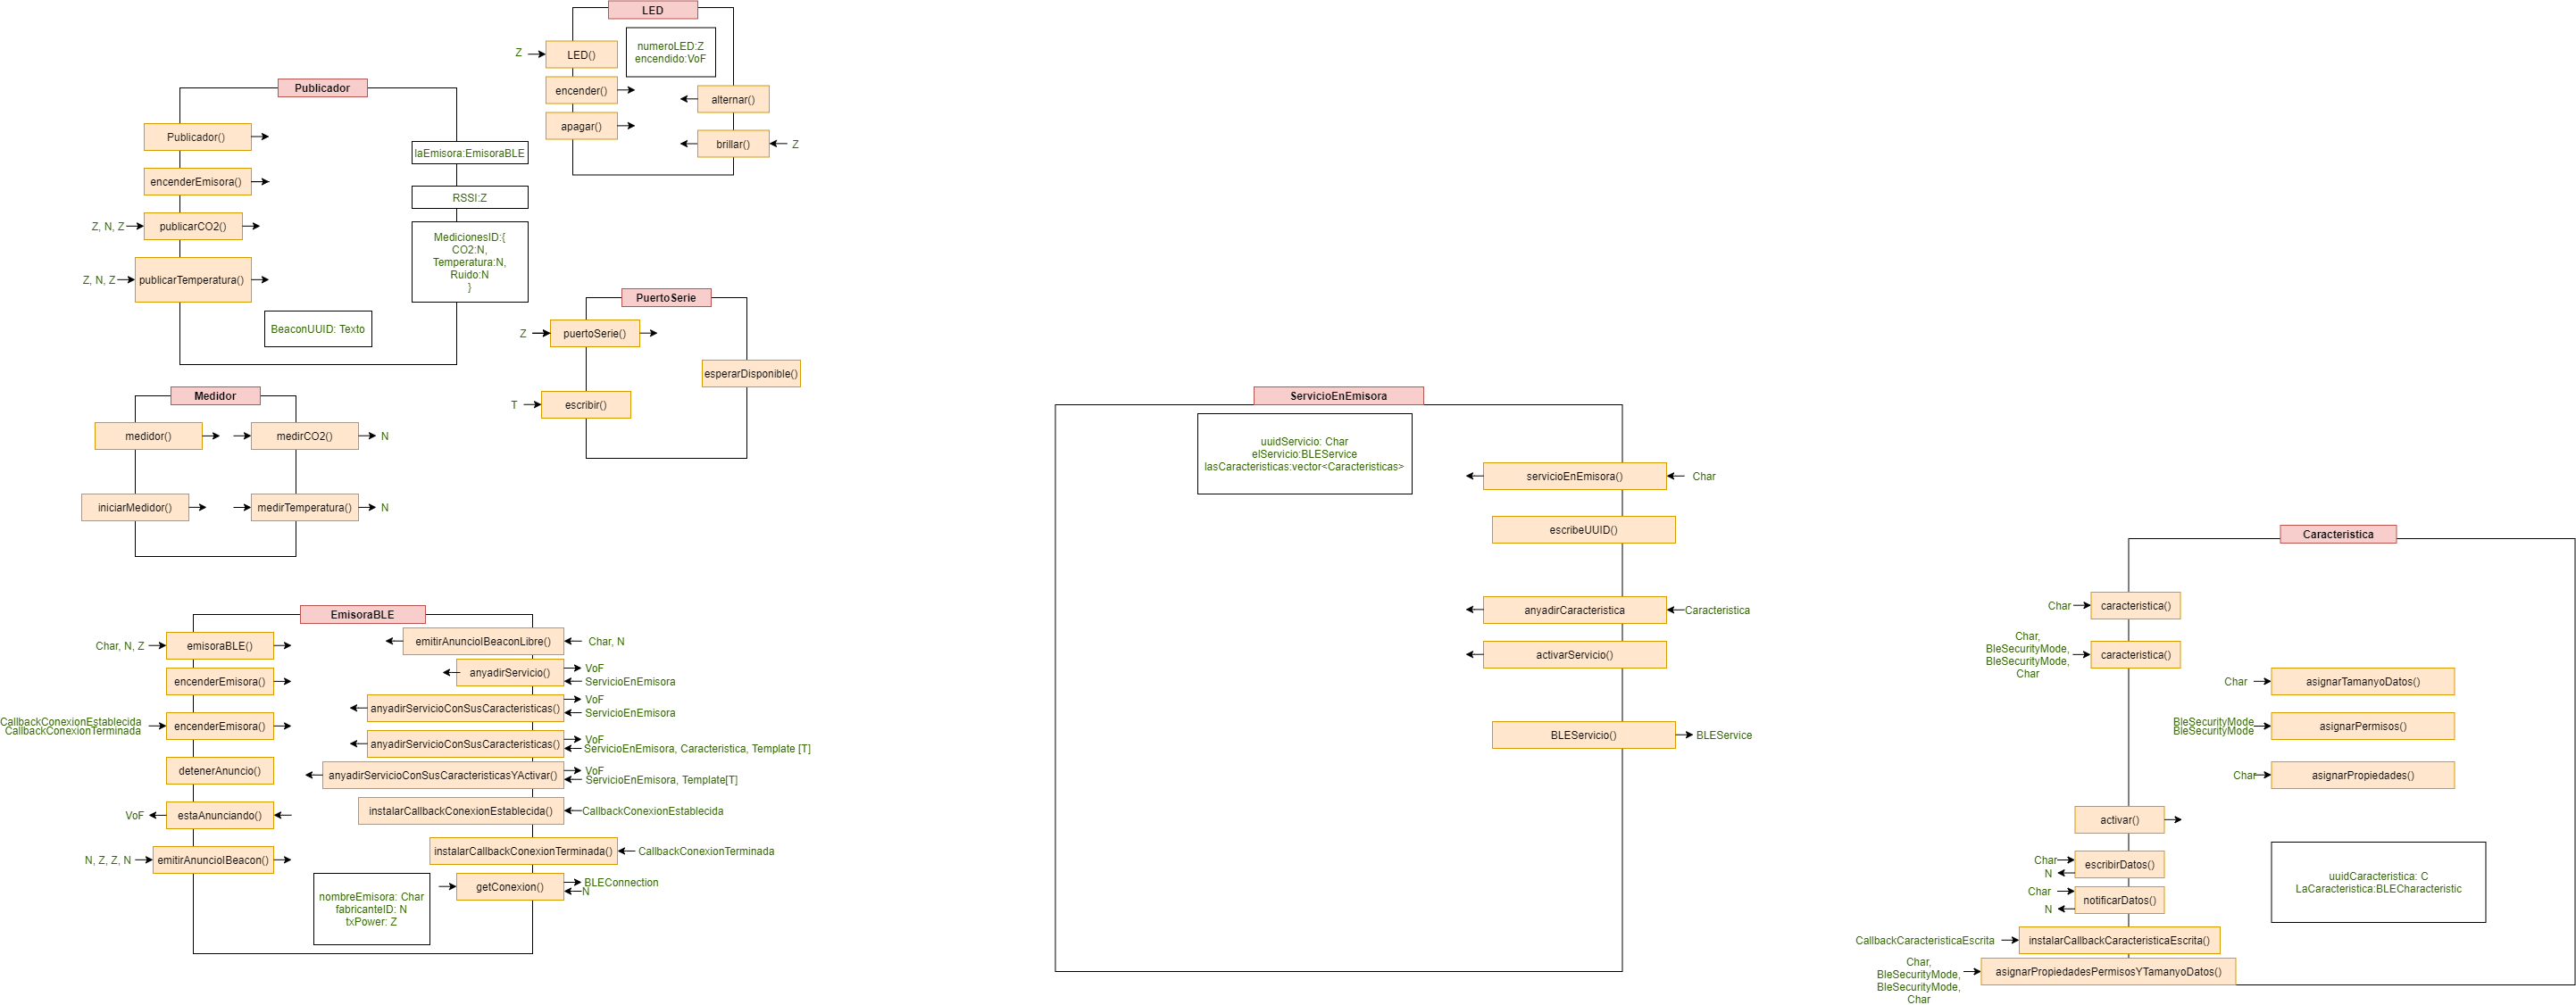 LED
numeroLED:Z
encendido:VoF
Z
LED()
encender()
apagar()
alternar()
brillar()
Z
Publicador
Publicador()
encenderEmisora()
Z, N, Z
publicarCO2()
Z, N, Z
publicarTemperatura()
laEmisora:EmisoraBLE
RSSI:Z
MedicionesID:{
CO2:N,
Temperatura:N,
Ruido:N
}
BeaconUUID: Texto
PuertoSerie
Z
puertoSerie()
esperarDisponible()
T
escribir()
Medidor
medidor()
medirCO2()
N
iniciarMedidor()
medirTemperatura()
N
EmisoraBLE
Char, N, Z
emisoraBLE()
encenderEmisora()
CallbackConexionEstablecida
CallbackConexionTerminada
encenderEmisora()
detenerAnuncio()
VoF
estaAnunciando()
N, Z, Z, N
emitirAnuncioIBeacon()
emitirAnuncioIBeaconLibre()
Char, N
anyadirServicio()
VoF
ServicioEnEmisora
anyadirServicioConSusCaracteristicas()
VoF
ServicioEnEmisora
anyadirServicioConSusCaracteristicas()
VoF
ServicioEnEmisora, Caracteristica, Template [T]
anyadirServicioConSusCaracteristicasYActivar()
VoF
ServicioEnEmisora, Template[T]
instalarCallbackConexionEstablecida()
CallbackConexionEstablecida
instalarCallbackConexionTerminada()
CallbackConexionTerminada
getConexion()
BLEConnection
N
nombreEmisora: Char
fabricanteID: N
txPower: Z
ServicioEnEmisora
uuidServicio: Char
elServicio:BLEService
lasCaracteristicas:vector<Caracteristicas>
servicioEnEmisora()
Char
escribeUUID()
anyadirCaracteristica
Caracteristica
activarServicio()
BLEServicio()
BLEService
Caracteristica
Char
caracteristica()
Char,
BleSecurityMode,
BleSecurityMode,
Char
caracteristica()
Char
asignarTamanyoDatos()
BleSecurityMode
BleSecurityMode
asignarPermisos()
Char
asignarPropiedades()
activar()
Char
N
escribirDatos()
Char
N
notificarDatos()
uuidCaracteristica: C
LaCaracteristica:BLECharacteristic
CallbackCaracteristicaEscrita
instalarCallbackCaracteristicaEscrita()
Char,
BleSecurityMode,
BleSecurityMode,
Char
asignarPropiedadesPermisosYTamanyoDatos()